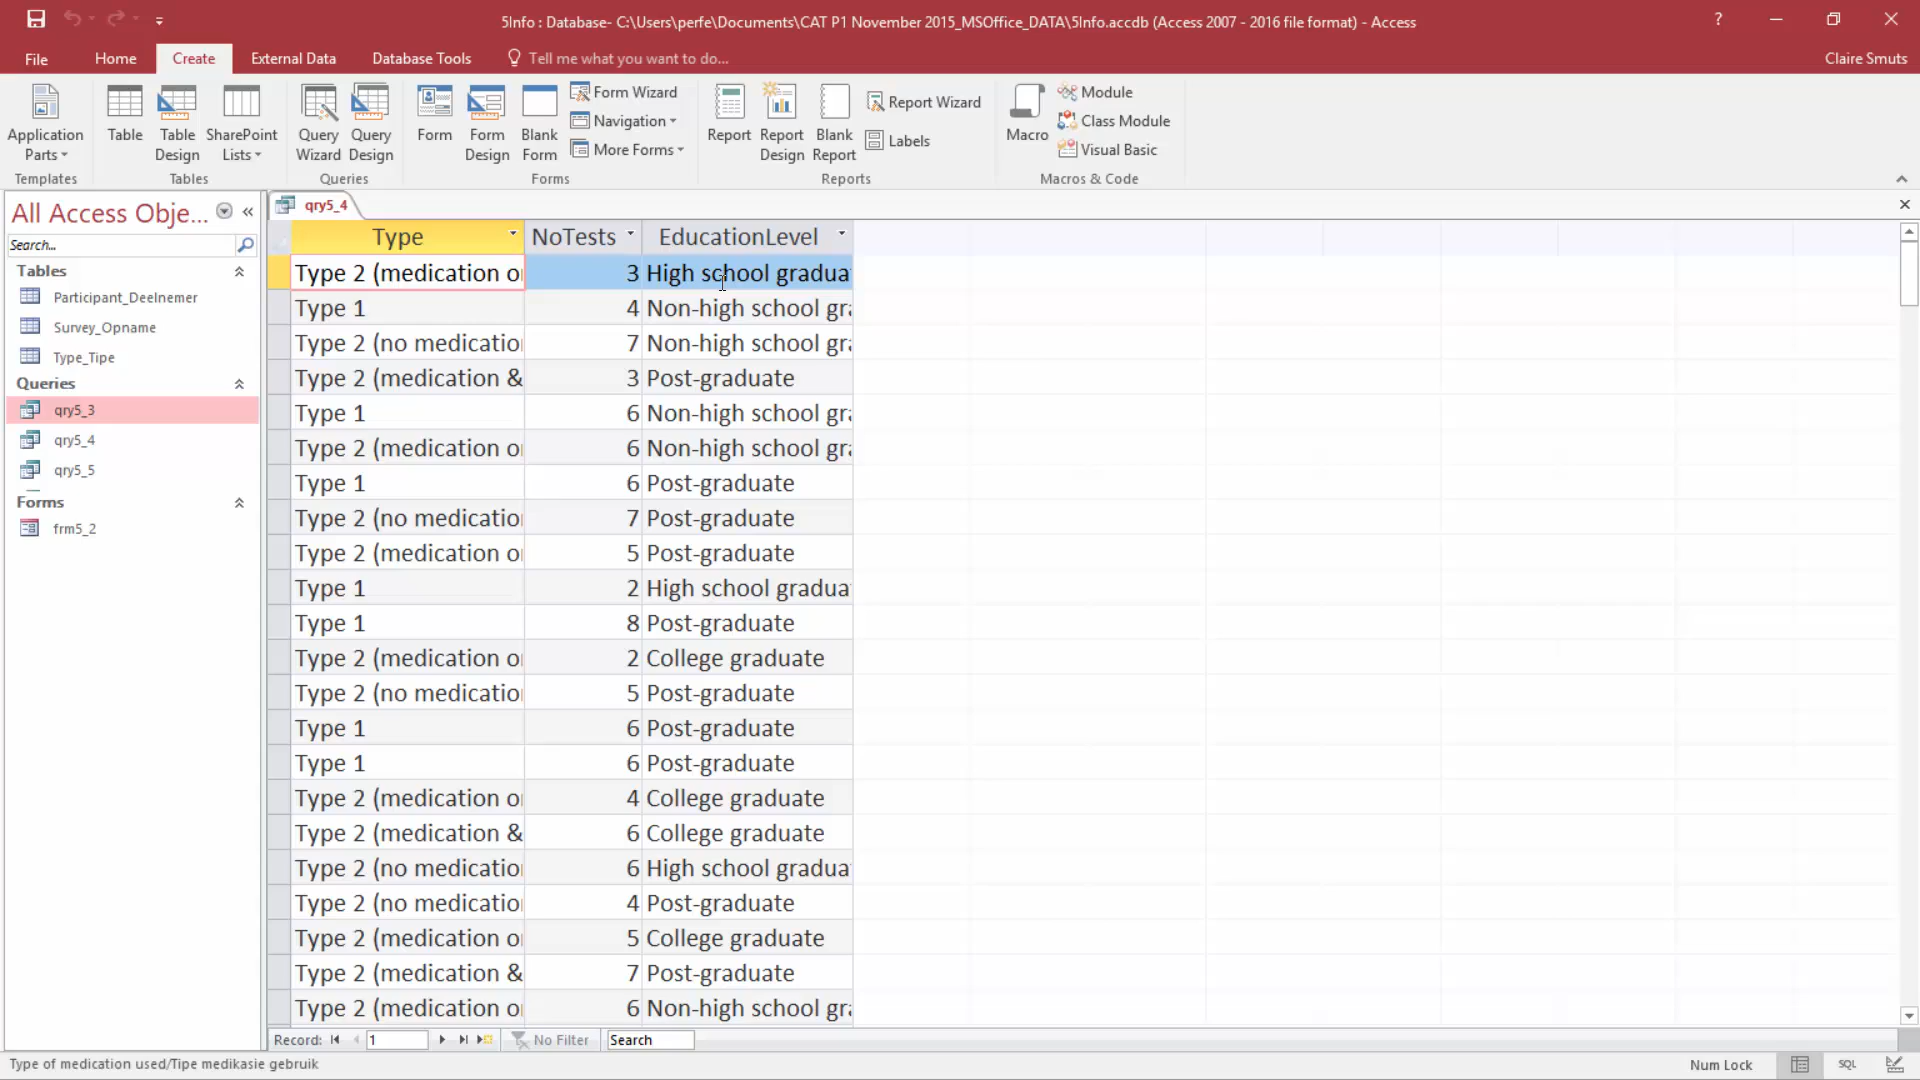 5Info : Database- C:\Users\perfe\Documents\CAT P1 November 2015_MSOffice_DATA\5Info.accdb (Access 2007 - 2016 file format) - Access
?
File Home Create External Data Database Tools Tell me what you want to do... Claire Smuts
Application Parts
Templates
Table
Table Design
SharePoint Lists
Tables
Query Wizard
Query Design
Queries
Form
Form Design
Blank Form
Form Wizard
Navigation
More Forms
Forms
Report
Report Design
Blank Report
Report Wizard
Labels
Reports
Macro
Module
Class Module
Visual Basic
Macros & Code
All Access Obje...
Search...
Tables
Participant_Deelnemer
Survey_Opname
Type_Tipe
Queries
qry5_3
qry5_4
qry5_5
Forms
frm5_2
qry5_4
Type NoTests EducationLevel
Type 2 (medication o 3 High school gradua
Type 1 4 Non-high school gr
Type 2 (no medicatio 7 Non-high school gr
Type 2 (medication & 3 Post-graduate
Type 1 6 Non-high school gr
Type 2 (medication o 6 Non-high school gr
Type 1 6 Post-graduate
Type 2 (no medicatio 7 Post-graduate
Type 2 (medication o 5 Post-graduate
Type 1 2 High school gradua
Type 1 8 Post-graduate
Type 2 (medication o 2 College graduate
Type 2 (no medicatio 5 Post-graduate
Type 1 6 Post-graduate
Type 1 6 Post-graduate
Type 2 (medication o 4 College graduate
Type 2 (medication & 6 College graduate
Type 2 (no medicatio 6 High school gradua
Type 2 (no medicatio 4 Post-graduate
Type 2 (medication o 5 College graduate
Type 2 (medication & 7 Post-graduate
Type 2 (medication o 6 Non-high school gr
Record: 1 No Filter Search
Type of medication used/Tipe medikasie gebruik
Num Lock SQL